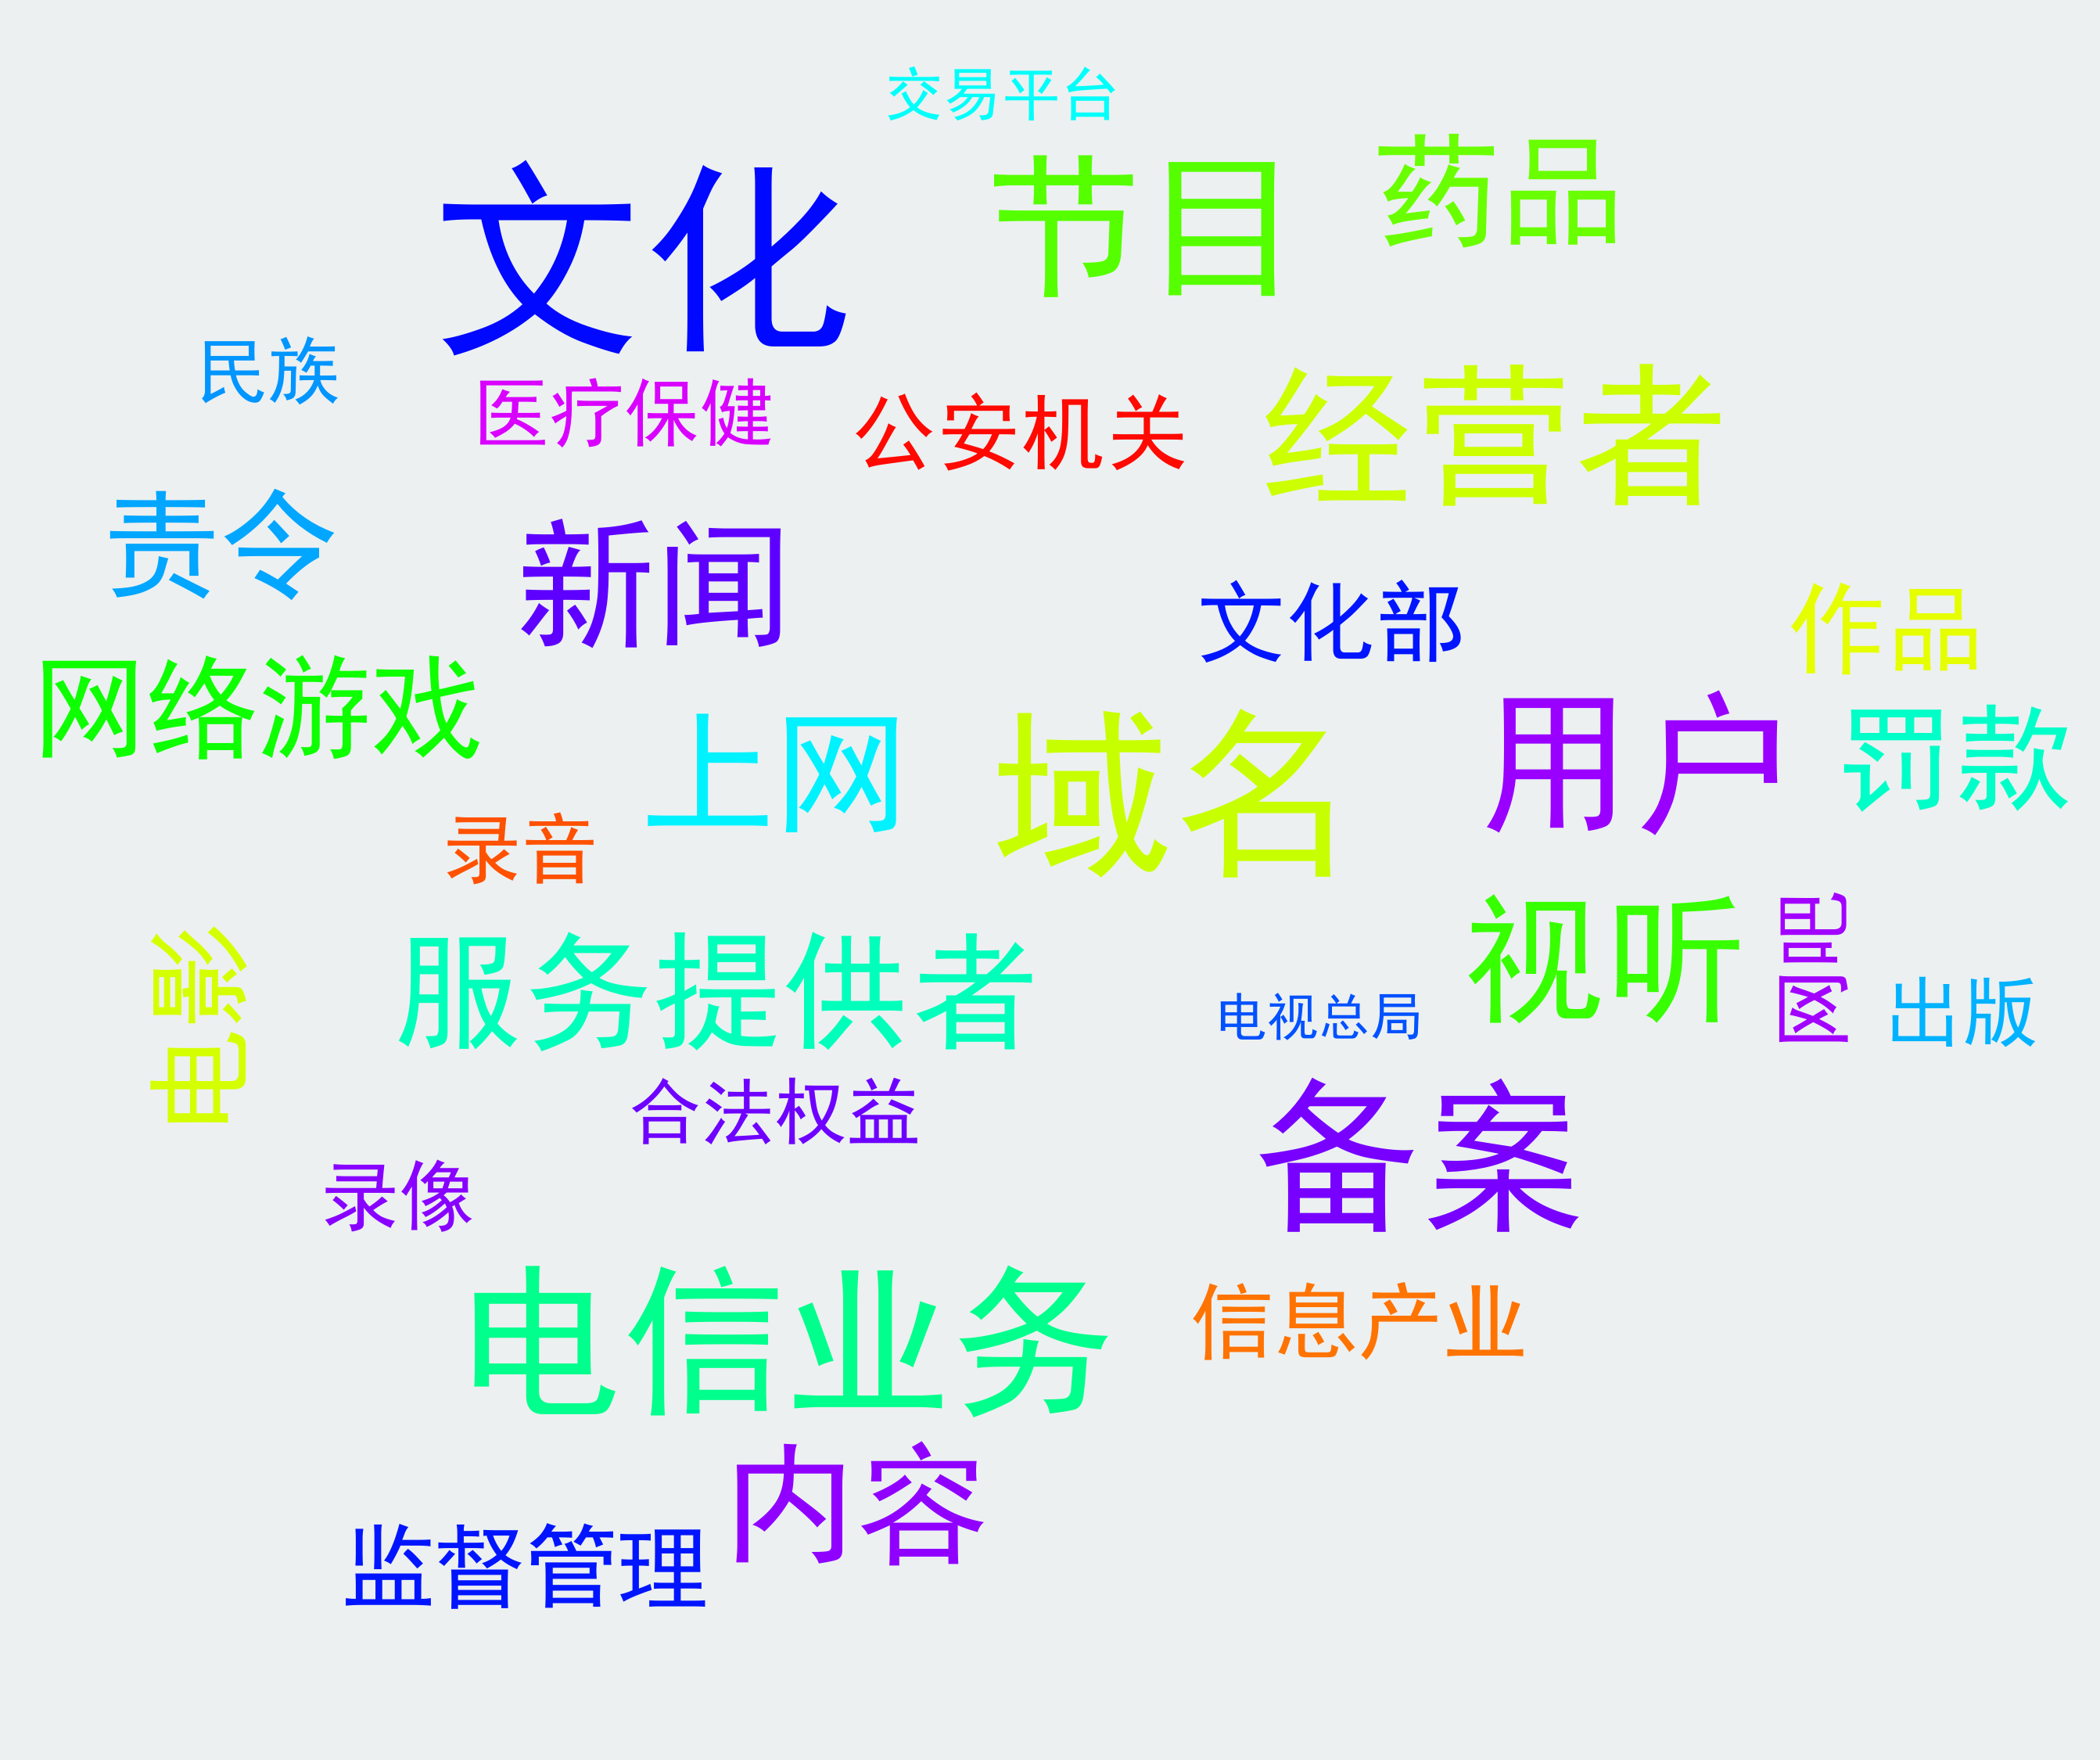 交易平台
文化
节目
药品
民族
医疗保健
公安机关
经营者
责令
新闻
文化部
作品
网络游戏
上网
域名
用户
罚款
录音
电影
服务提供者
视听
区咖
出版
电视总局
合法权益
录像
备案
电信业务
信息产业
内容
监督管理